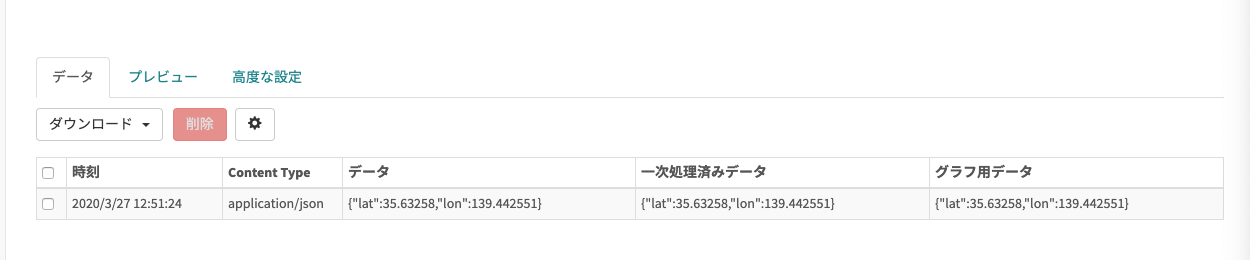 データ プレビュー 高度な設定
ダウンロード 削除
時刻 Content Type データ 一次処理済みデータ グラフ用データ
2020/3/27 12:51:24 application/json {"lat":35.63258,"lon":139.442551} {"lat":35.63258,"lon":139.442551} {"lat":35.63258,"lon":139.442551}